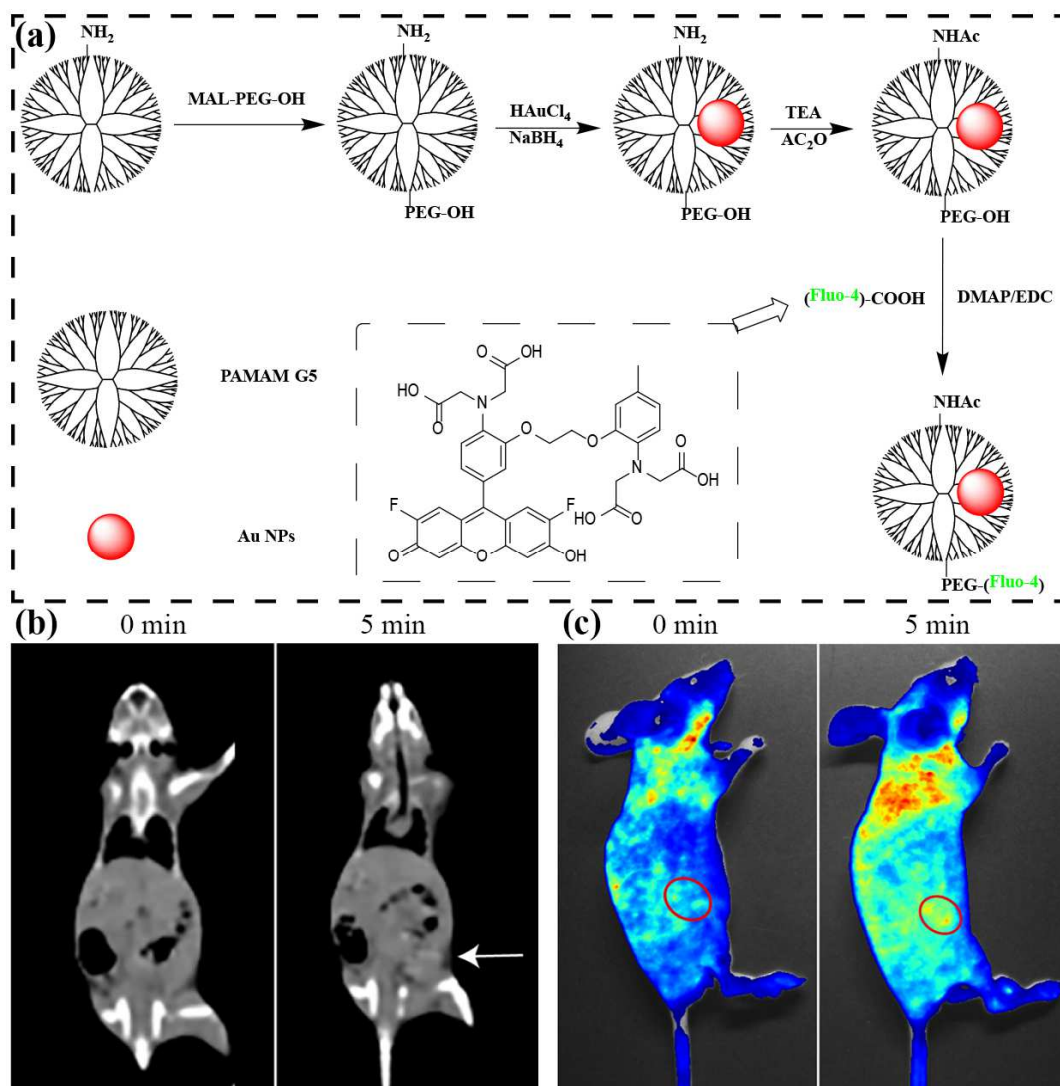 (a)
NH2
NH2
NH2
NHAc
MAL-PEG-OH
HAuCl4
NaBH4
TEA
AC2O
PEG-OH
PEG-OH
PEG-OH
(Fluo-4)-COOH
DMAP/EDC
PAMAM G5
O
OH
HO
O
N
O
O
N
O
OH
F
F
HO
O
O
O
OH
Au NPs
NHAc
PEG-(Fluo-4)
(b)
0 min
5 min
(c)
0 min
5 min